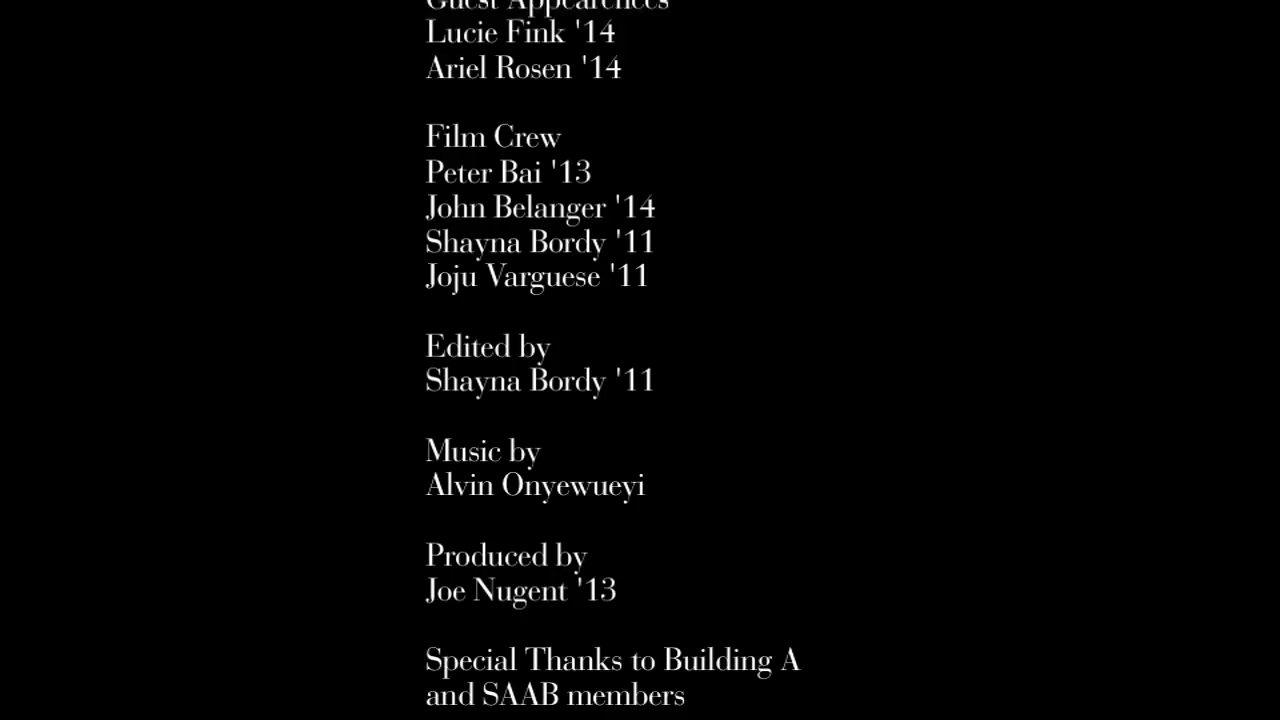 Guest Appearences
Lucie Fink '14
Ariel Rosen '14
Film Crew
Peter Bai '13
John Belanger '14
Shayna Bordy '11
Joju Varguese '11
Edited by
Shayna Bordy '11
Music by
Alvin Onyewueyi
Produced by
Joe Nugent '13
Special Thanks to Building A
and SAAB members